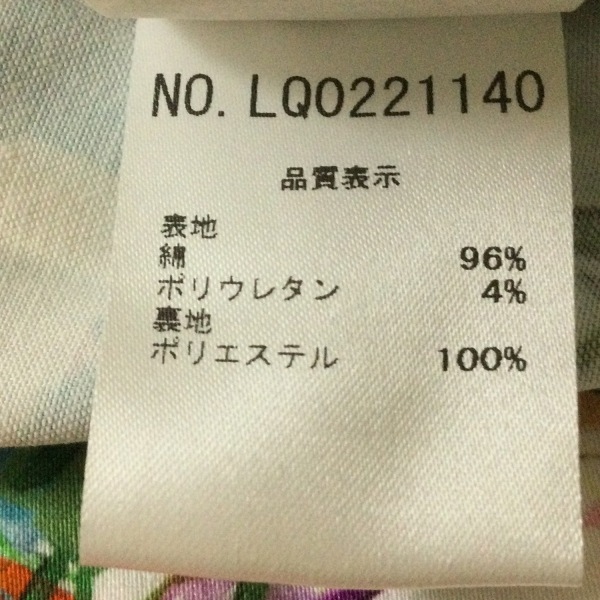 NO. LQ0221140
品質表示
表地
綿 96%
ポリウレタン 4%
裏地
ポリエステル 100%